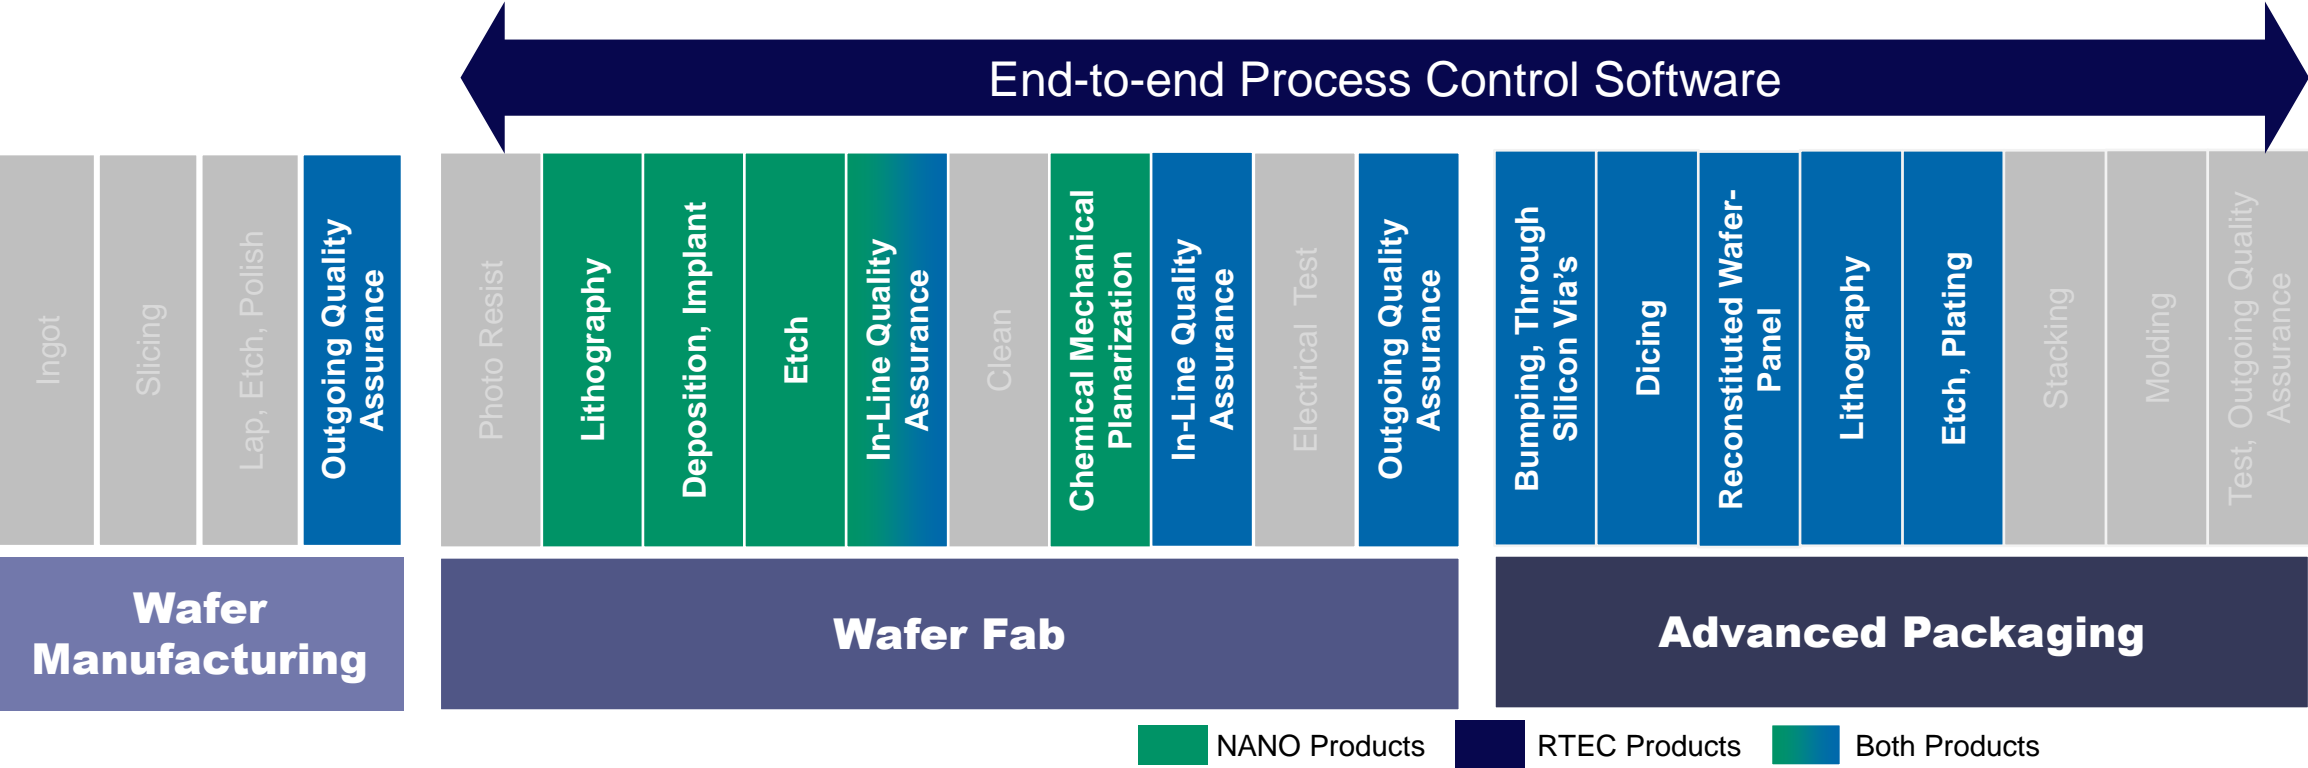 End-to-end Process Control Software
Ingot
Slicing
Lap, Etch, Polish
Outgoing Quality
Assurance
Photo Resist
Lithography
Deposition, Implant
Etch
In-Line Quality
Assurance
Clean
Chemical Mechanical
Planarization
In-Line Quality
Assurance
Electrical Test
Outgoing Quality
Assurance
Bumping, Through
Silicon Via's
Dicing
Reconstituted Wafer-
Panel
Lithography
Etch, Plating
Stacking
Molding
Test, Outgoing Quality
Assurance
Wafer
Manufacturing
Wafer Fab
Advanced Packaging
NANO Products
RTEC Products
Both Products